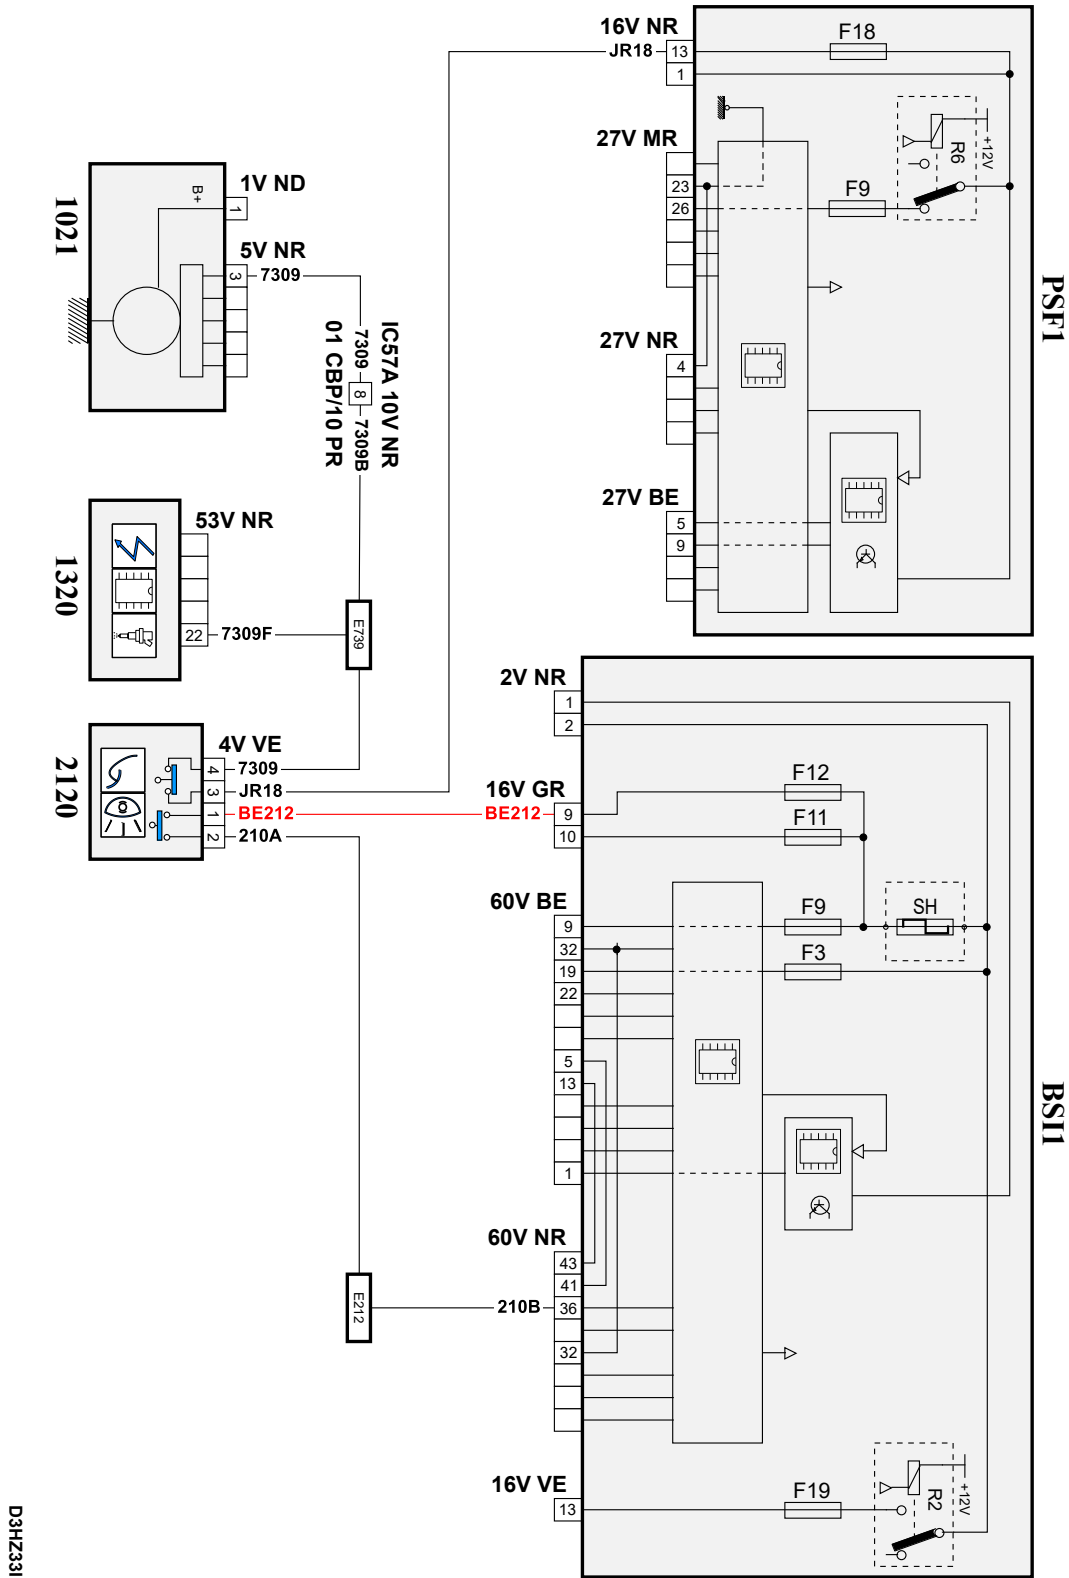 16V NR
JR18
13
1
F18
+12V
R6
27V MR
23
26
F9
27V NR
4
27V BE
5
9
PSF1
1V ND
B+
1
5V NR
3
7309
1021
IC57A 10V NR
7309
8
7309B
01 CBP/10 PR
53V NR
22
7309F
1320
E739
4V VE
4
7309
3
JR18
1
BE212
2
210A
2120
2V NR
1
2
16V GR
BE212
9
10
F12
F11
60V BE
9
F9
SH
32
19
F3
22
5
13
1
BSI1
60V NR
43
41
E212
210B
36
32
16V VE
13
F19
+12V
R2
D3HZ33I